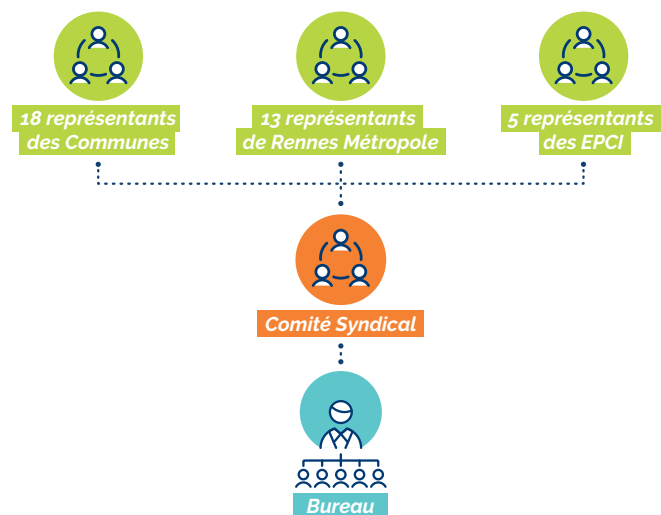 18 représentants
des Communes
13 représentants
de Rennes Métropole
5 représentants
des EPCI
Comité Syndical
Bureau